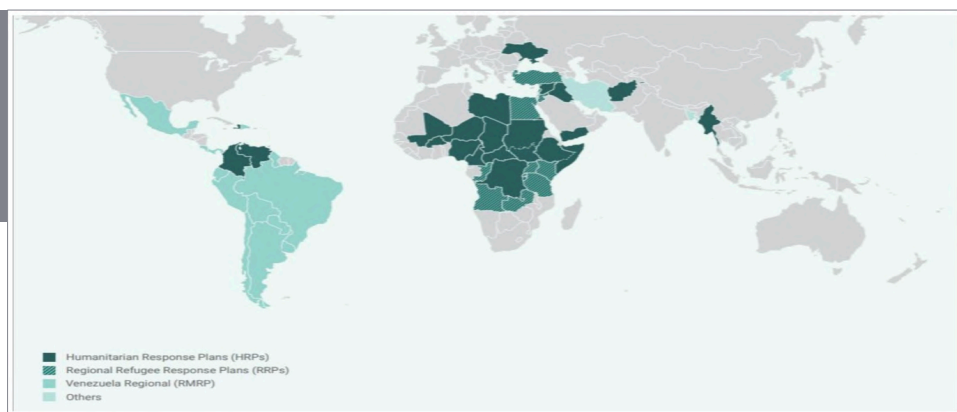 Humanitarian Response Plans (HRPs)
Regional Refugee Response Plans (RRPs)
Venezuela Regional (RMRP)
Others